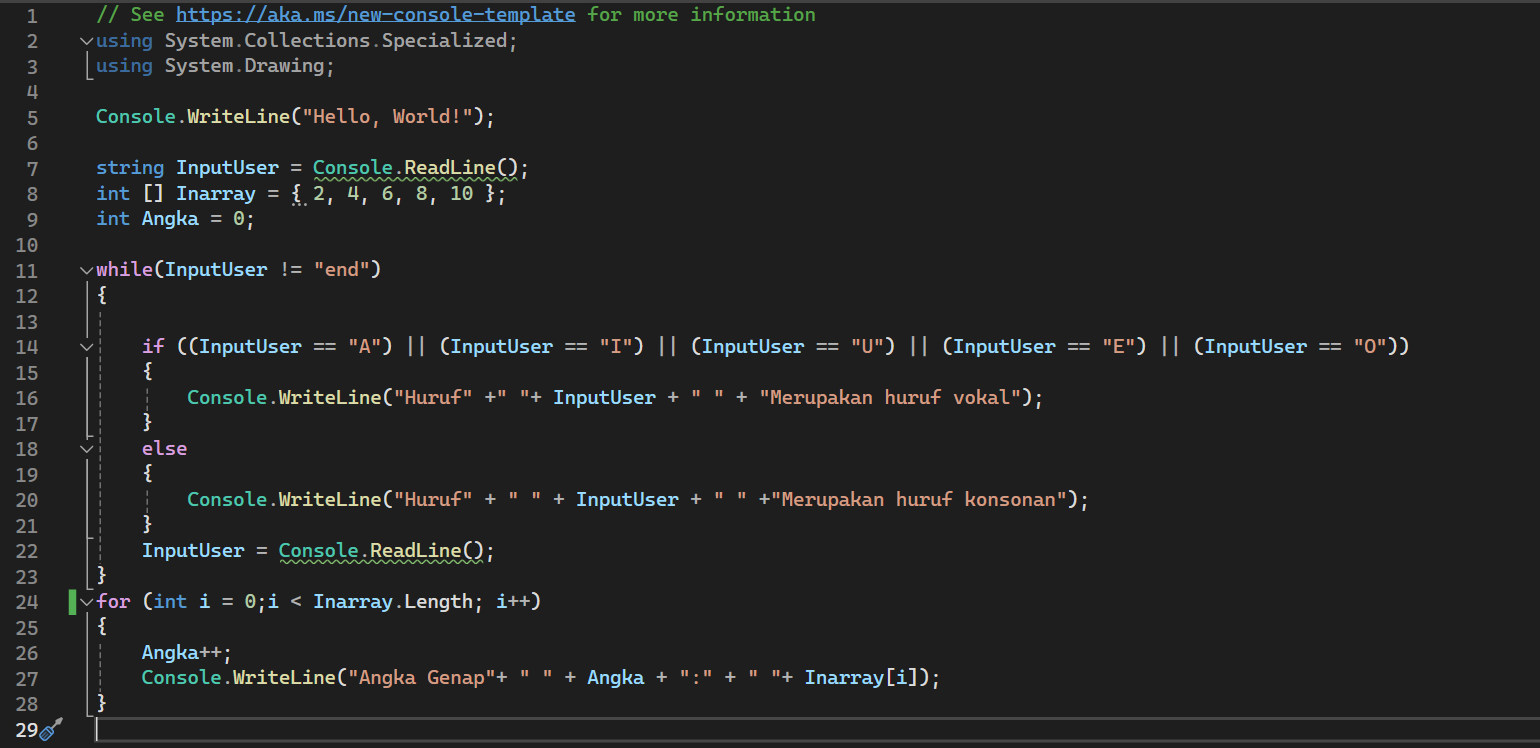 1 // See https://aka.ms/new-console-template for more information
2 using System.Collections.Specialized;
3 using System.Drawing;
4
5 Console.WriteLine("Hello, World!");
6
7 string InputUser = Console.ReadLine();
8 int [] Inarray = { 2, 4, 6, 8, 10 };
9 int Angka = 0;
10
11 while(InputUser != "end")
12 {
13
14 if ((InputUser == "A") || (InputUser == "I") || (InputUser == "U") || (InputUser == "E") || (InputUser == "O"))
15 {
16 Console.WriteLine("Huruf" +" "+ InputUser + " " + "Merupakan huruf vokal");
17 }
18 else
19 {
20 Console.WriteLine("Huruf" + " " + InputUser + " " +"Merupakan huruf konsonan");
21 }
22 InputUser = Console.ReadLine();
23 }
24 for (int i = 0;i < Inarray.Length; i++)
25 {
26 Angka++;
27 Console.WriteLine("Angka Genap"+ " " + Angka + ":" + " "+ Inarray[i]);
28 }
29